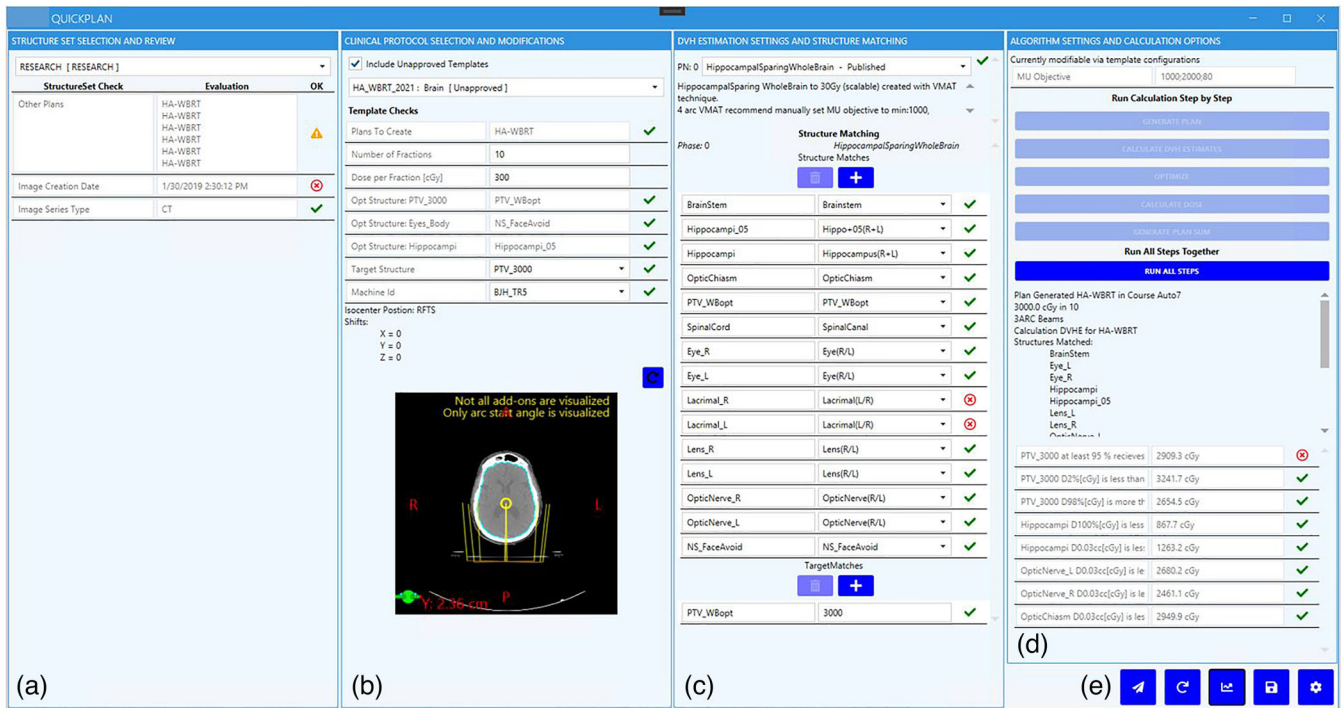 QUICKPLAN
STRUCTURE SET SELECTION AND REVIEW
RESEARCH [ RESEARCH ]
StructureSet Check Evaluation OK
Other Plans HA-WBRT
HA-WBRT
HA-WBRT
HA-WBRT
HA-WBRT
HA-WBRT
Image Creation Date 1/30/2019 2:30:12 PM
Image Series Type CT
(a)
CLINICAL PROTOCOL SELECTION AND MODIFICATIONS
Include Unapproved Templates
HA_WBRT_2021 : Brain [ Unapproved ]
Template Checks
Plans To Create HA-WBRT
Number of Fractions 10
Dose per Fraction [cGy] 300
Opt Structure: PTV_3000 PTV_WBopt
Opt Structure: Eyes_Body NS_FaceAvoid
Opt Structure: Hippocampi Hippocampi_05
Target Structure PTV_3000
Machine Id BJH_TR5
Isocenter Postion: RFTS
Shifts:
X = 0
Y = 0
Z = 0
Not all add-ons are visualized
Only arc start angle is visualized
A
R L
P
Y: 2.36 cm
(b)
DVH ESTIMATION SETTINGS AND STRUCTURE MATCHING
PN: 0 HippocampalSparingWholeBrain - Published
HippocampalSparing WholeBrain to 30Gy (scalable) created with VMAT
technique.
4 arc VMAT recommend manually set MU objective to min:1000,
Structure Matching
Phase: 0 HippocampalSparingWholeBrain
Structure Matches
+
BrainStem Brainstem
Hippocampi_05 Hippo+05(R+L)
Hippocampi Hippocampus(R+L)
OpticChiasm OpticChiasm
PTV_WBopt PTV_WBopt
SpinalCord SpinalCanal
Eye_R Eye(R/L)
Eye_L Eye(R/L)
Lacrimal_R Lacrimal(L/R)
Lacrimal_L Lacrimal(L/R)
Lens_R Lens(R/L)
Lens_L Lens(R/L)
OpticNerve_R OpticNerve(R/L)
OpticNerve_L OpticNerve(R/L)
NS_FaceAvoid NS_FaceAvoid
TargetMatches
+
PTV_WBopt 3000
(c)
ALGORITHM SETTINGS AND CALCULATION OPTIONS
Currently modifiable via template configurations
MU Objective 1000;2000;80
Run Calculation Step by Step
GENERATE PLAN
CALCULATE DVH ESTIMATES
OPTIMIZE
CALCULATE DOSE
GENERATE PLAN SUM
Run All Steps Together
RUN ALL STEPS
Plan Generated HA-WBRT in Course Auto7
3000.0 cGy in 10
3ARC Beams
Calculation DVHE for HA-WBRT
Structures Matched:
BrainStem
Eye_L
Eye_R
Hippocampi
Hippocampi_05
Lens_L
Lens_R
OpticNerve_L
PTV_3000 at least 95 % recieves 2909.3 cGy
PTV_3000 D2%[cGy] is less than 3241.7 cGy
PTV_3000 D98%[cGy] is more th 2654.5 cGy
Hippocampi D100%[cGy] is less 867.7 cGy
Hippocampi D0.03cc[cGy] is les: 1263.2 cGy
OpticNerve_L D0.03cc[cGy] is le: 2680.2 cGy
OpticNerve_R D0.03cc[cGy] is le 2461.1 cGy
OpticChiasm D0.03cc[cGy] is les 2949.9 cGy
(d)
(e)